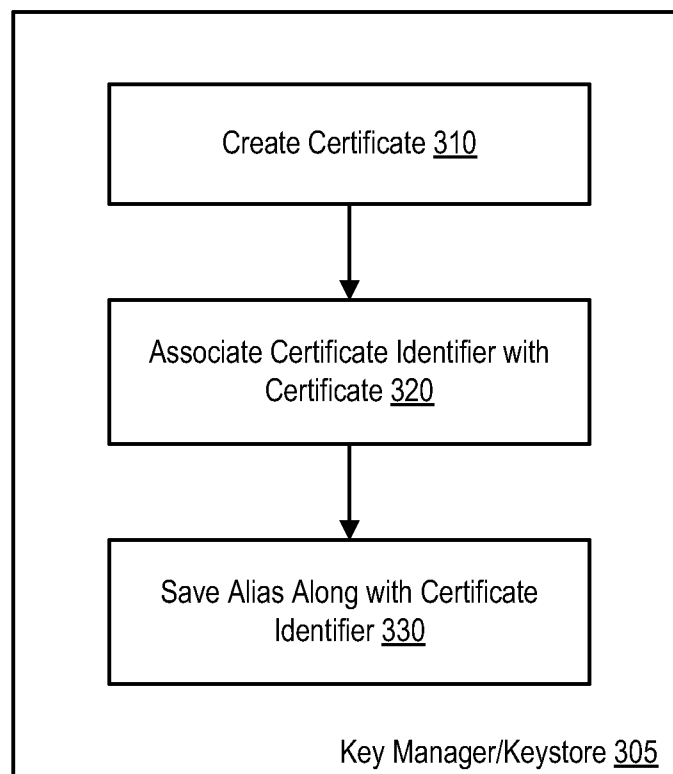 Create Certificate 310
Associate Certificate Identifier with
Certificate 320
Save Alias Along with Certificate
Identifier 330
Key Manager/Keystore 305